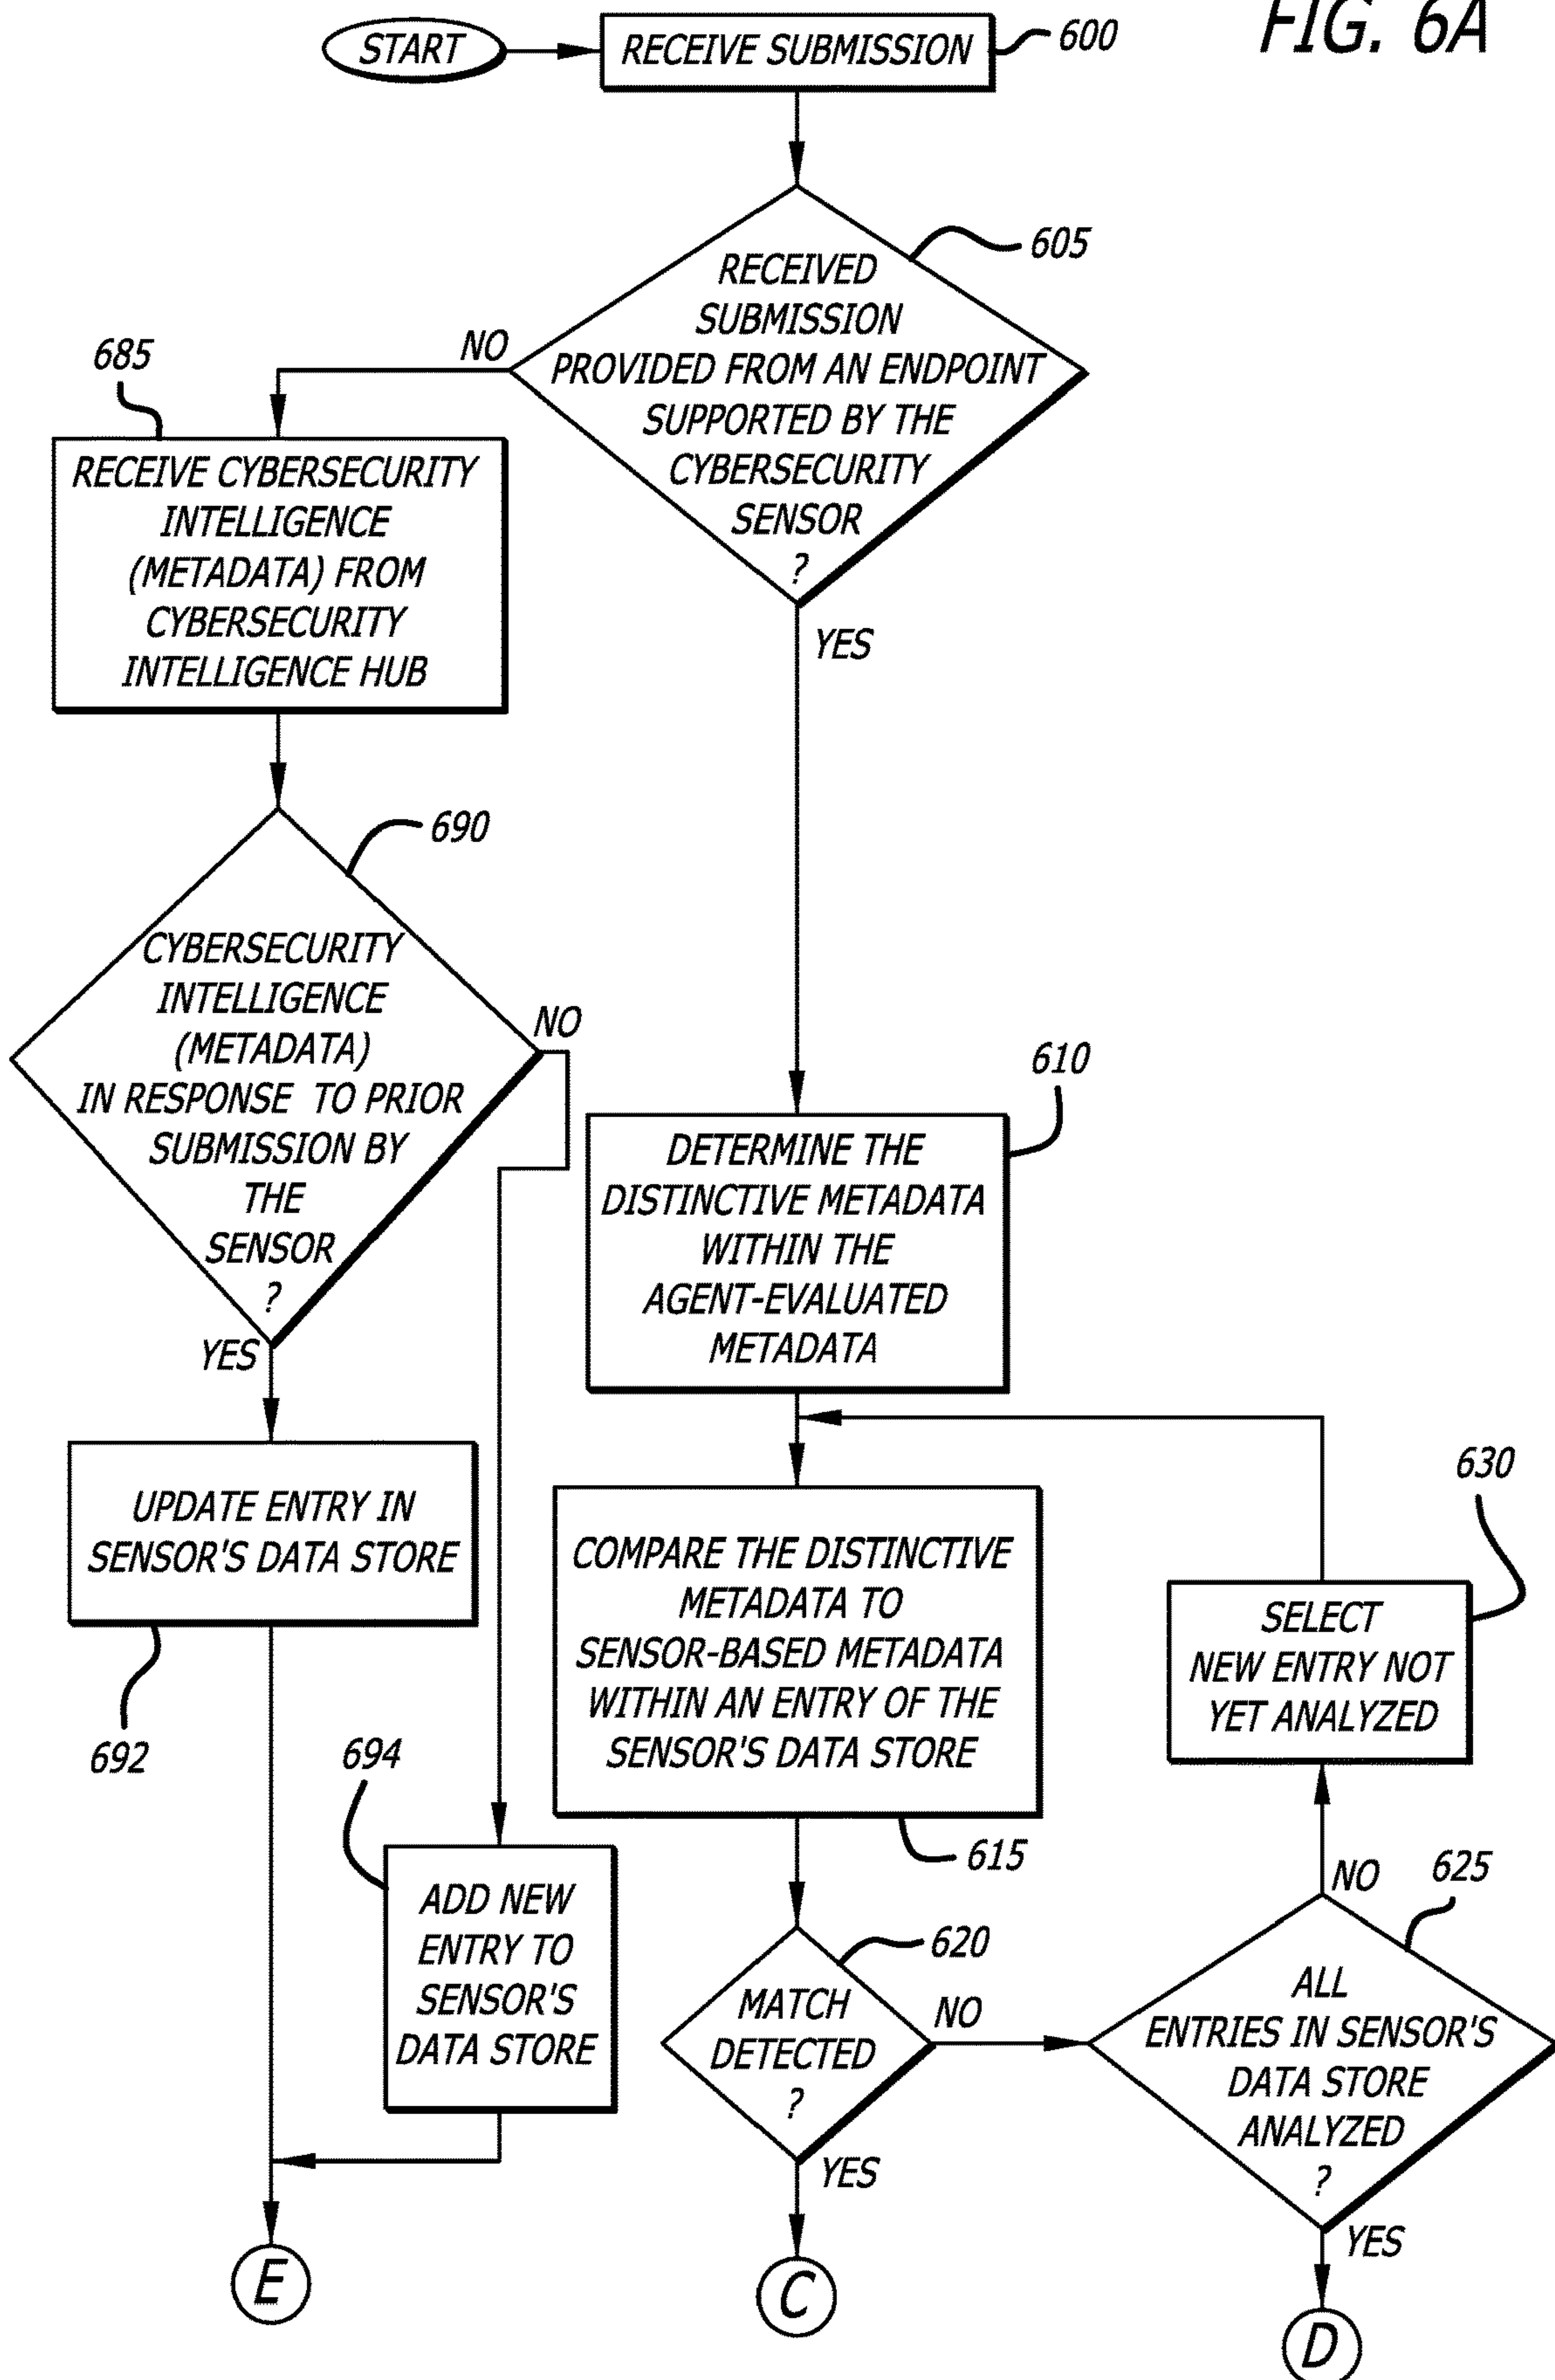 FIG. 6A
START
RECEIVE SUBMISSION
600
RECEIVED
SUBMISSION
PROVIDED FROM AN ENDPOINT
SUPPORTED BY THE
CYBERSECURITY
SENSOR
?
605
NO
YES
685
RECEIVE CYBERSECURITY
INTELLIGENCE
(METADATA) FROM
CYBERSECURITY
INTELLIGENCE HUB
690
CYBERSECURITY
INTELLIGENCE
(METADATA)
IN RESPONSE TO PRIOR
SUBMISSION BY
THE
SENSOR
?
NO
YES
UPDATE ENTRY IN
SENSOR'S DATA STORE
692
694
ADD NEW
ENTRY TO
SENSOR'S
DATA STORE
E
610
DETERMINE THE
DISTINCTIVE METADATA
WITHIN THE
AGENT-EVALUATED
METADATA
COMPARE THE DISTINCTIVE
METADATA TO
SENSOR-BASED METADATA
WITHIN AN ENTRY OF THE
SENSOR'S DATA STORE
615
620
MATCH
DETECTED
?
NO
YES
C
630
SELECT
NEW ENTRY NOT
YET ANALYZED
NO
625
ALL
ENTRIES IN SENSOR'S
DATA STORE
ANALYZED
?
YES
D